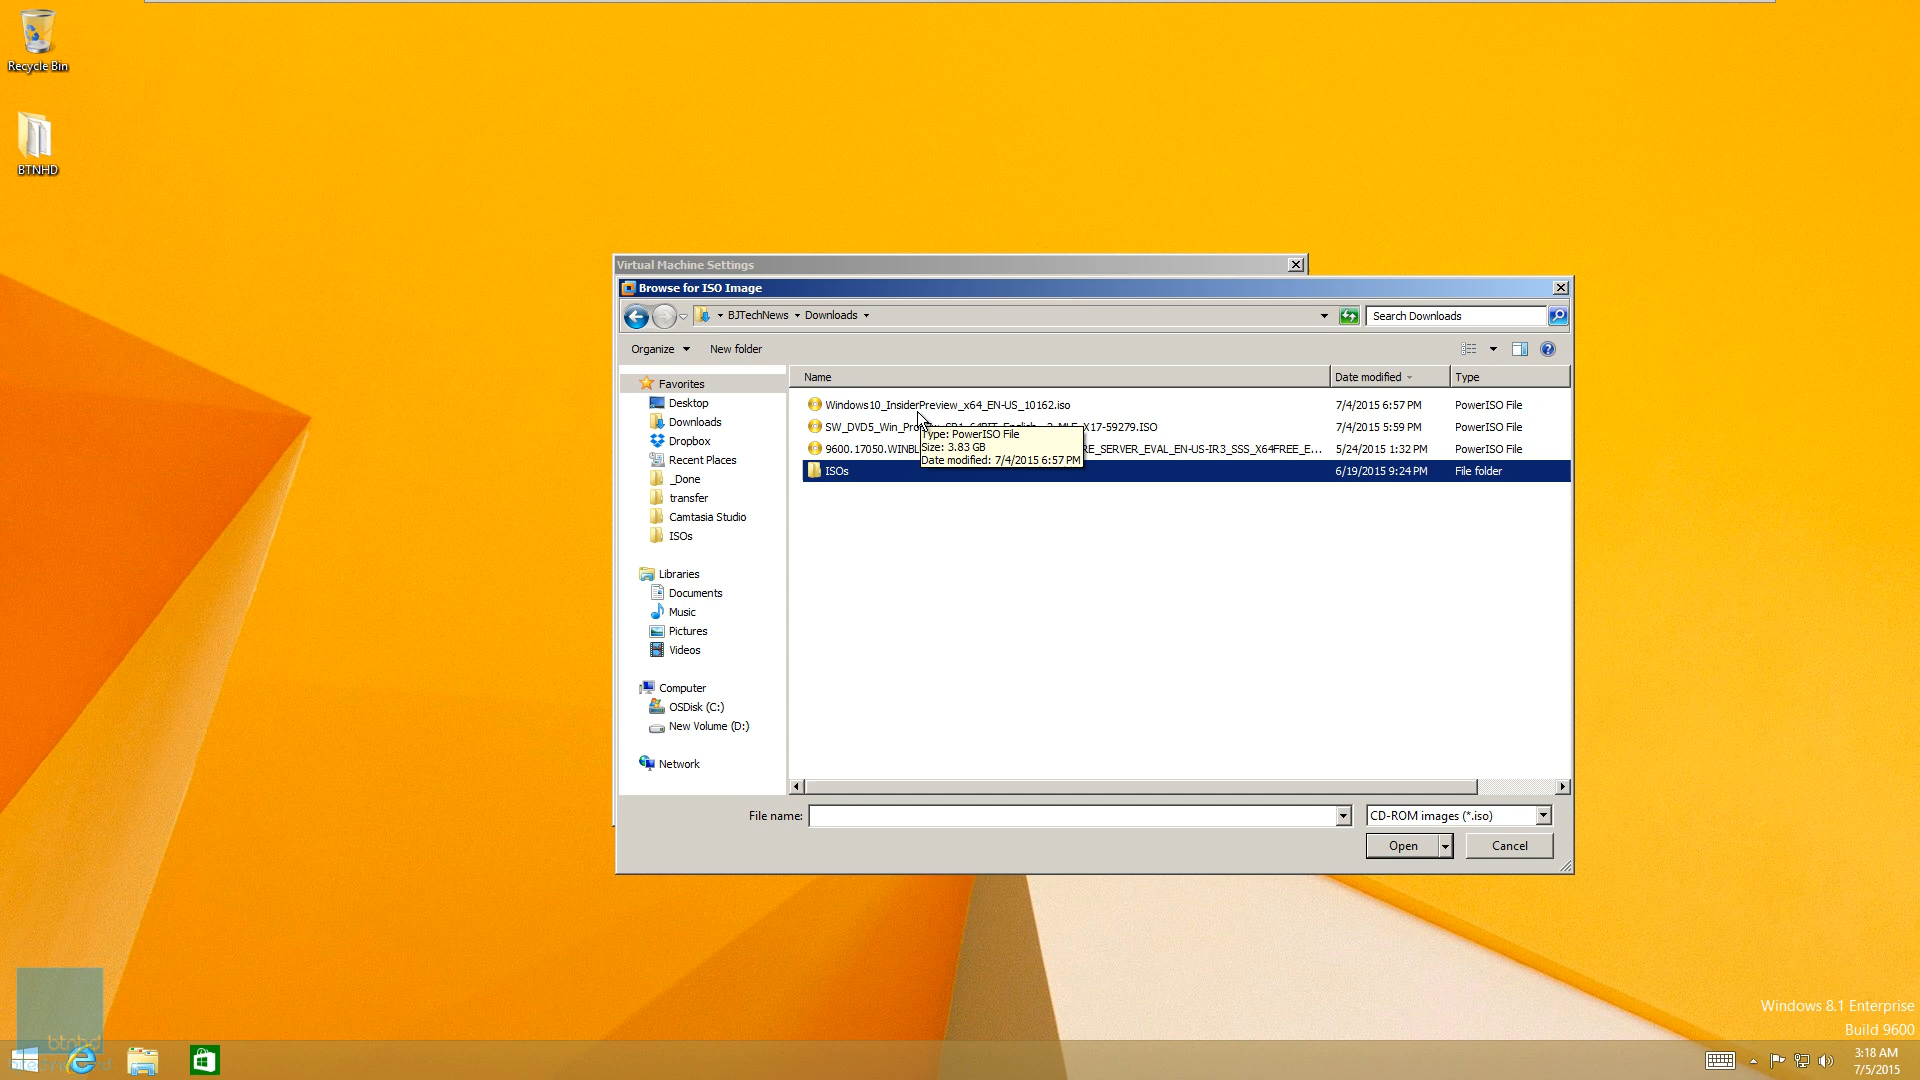 Recycle Bin
BTNHD
Virtual Machine Settings
Browse for ISO Image
BJTechNews Downloads
Search Downloads
Organize New folder
Favorites
Desktop
Downloads
Dropbox
Recent Places
_Done
transfer
Camtasia Studio
ISOs
Libraries
Documents
Music
Pictures
Videos
Computer
OSDisk (C:)
New Volume (D:)
Network
Name Date modified Type
Windows10_InsiderPreview_x64_EN-US_10162.iso 7/4/2015 6:57 PM PowerISO File
SW_DVD5_Win_Pro X17-59279.ISO 7/4/2015 5:59 PM PowerISO File
9600.17050.WINBL RE_SERVER_EVAL_EN-US-IR3_SSS_X64FREE_E... 5/24/2015 1:32 PM PowerISO File
ISOs 6/19/2015 9:24 PM File folder
Type: PowerISO File
Size: 3.83 GB
Date modified: 7/4/2015 6:57 PM
File name: CD-ROM images (*.iso)
Open Cancel
Windows 8.1 Enterprise
Build 9600
btnhd
3:18 AM
7/5/2015